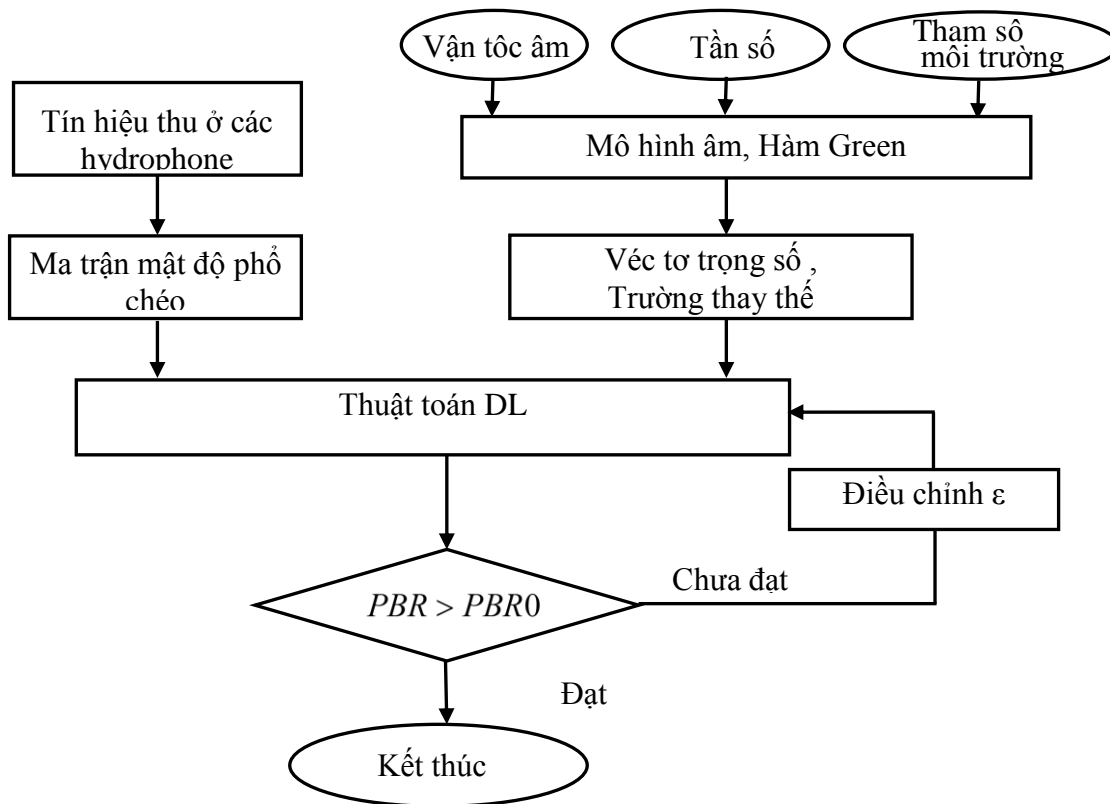 Vận tôc âm
Tần số
Tham sô
môi trường
Tín hiệu thu ở các
hydrophone
Mô hình âm, Hàm Green
Ma trận mật độ phổ
chéo
Véc tơ trọng số ,
Trường thay thế
Thuật toán DL
Điều chỉnh ε
Chưa đạt
PBR > PBR0
Đạt
Kết thúc